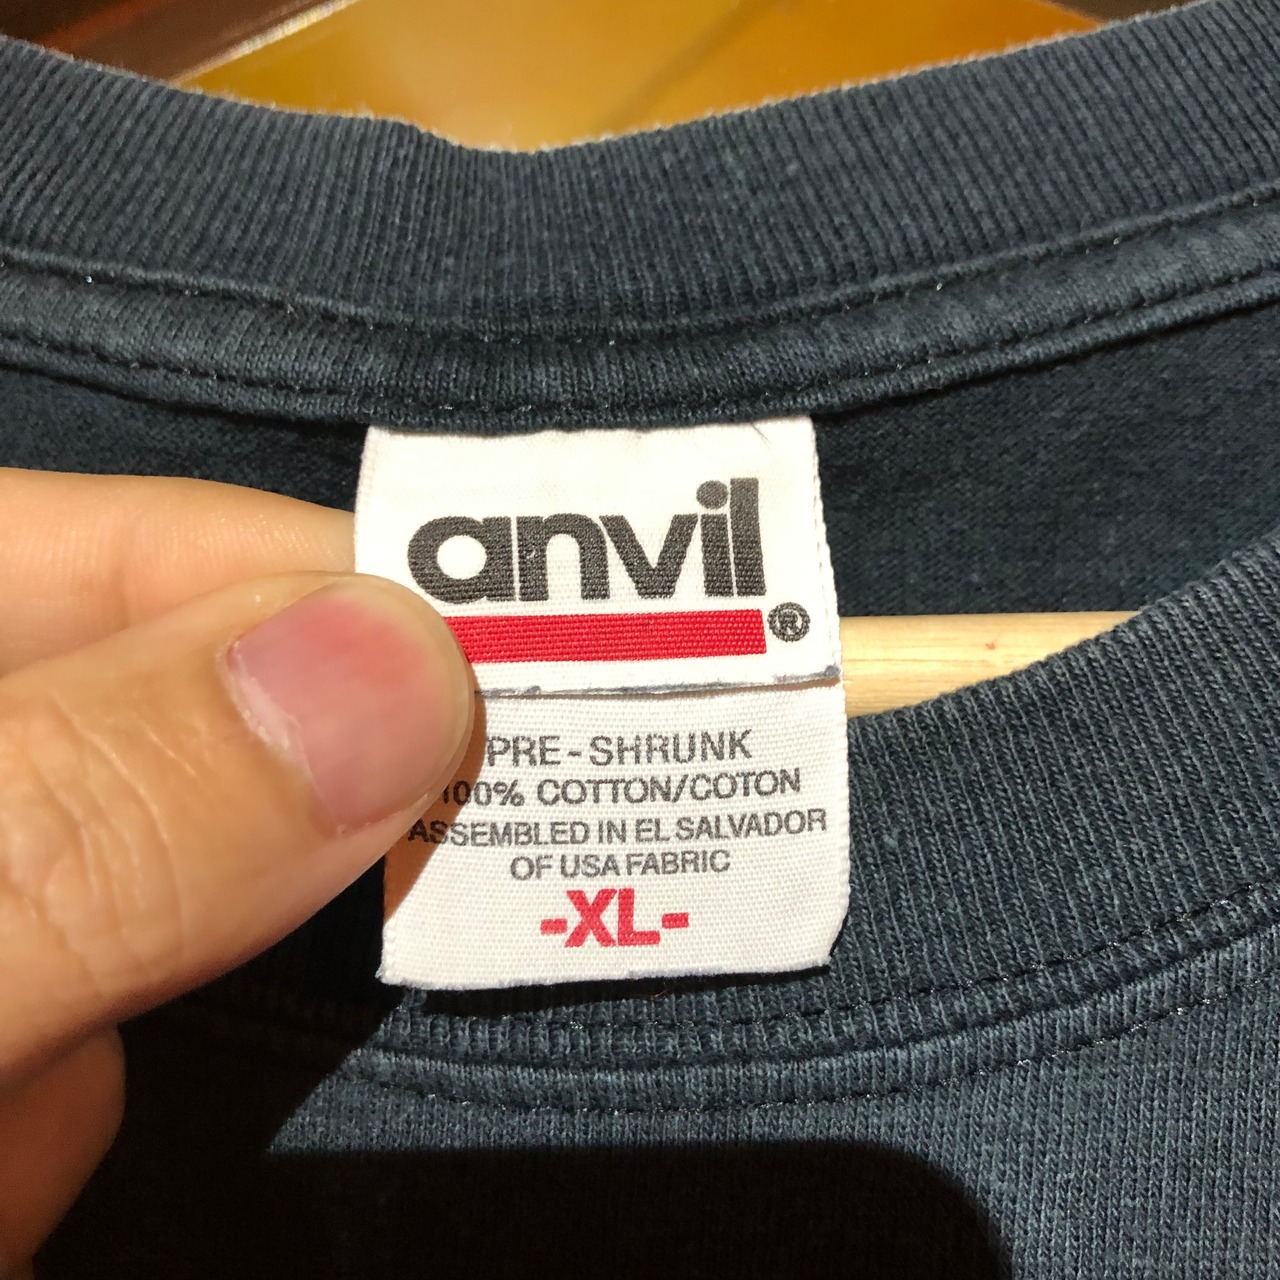 anvil®
PRE-SHRUNK
100% COTTON/COTON
ASSEMBLED IN EL SALVADOR
OF USA FABRIC
-XL-